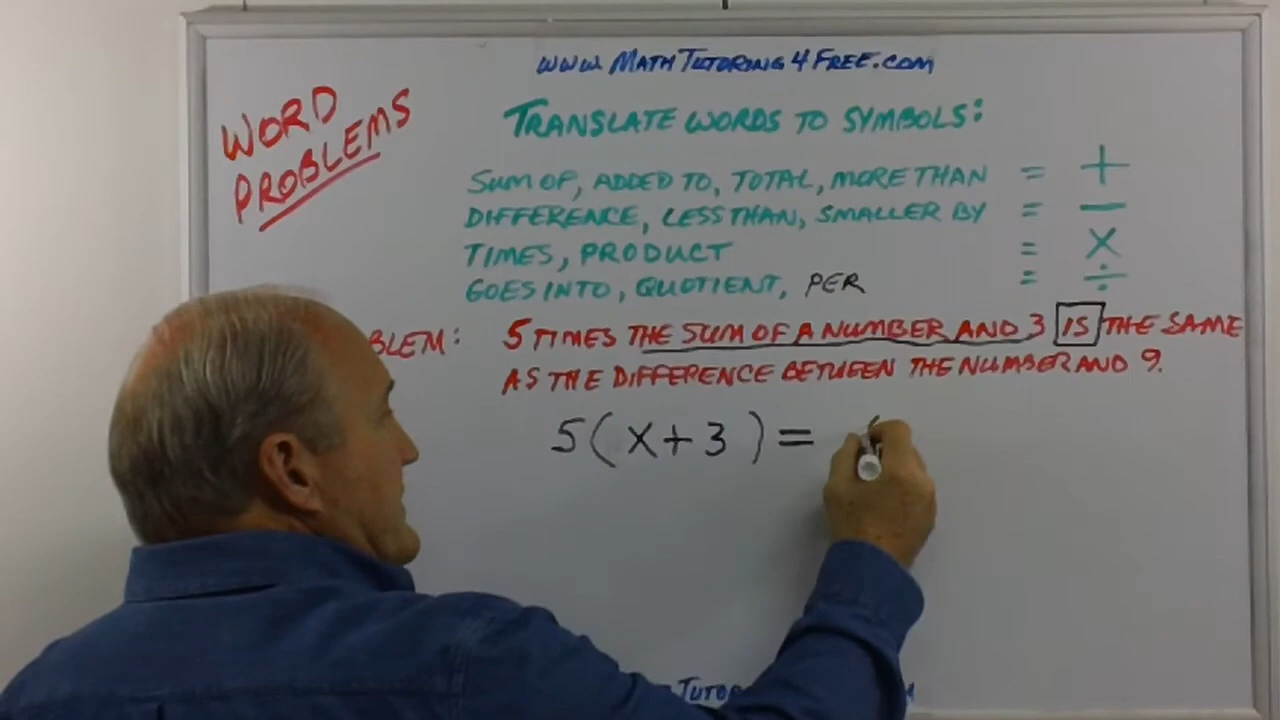 www.MATHTUTORING4FREE.COM
WORD
PROBLEMS
TRANSLATE WORDS TO SYMBOLS:
SUM OF, ADDED TO, TOTAL, MORE THAN = +
DIFFERENCE, LESS THAN, SMALLER BY = −
TIMES, PRODUCT = X
GOES INTO, QUOTIENT, PER = ÷
BLEM: 5 TIMES THE SUM OF A NUMBER AND 3 IS THE SAME
AS THE DIFFERENCE BETWEEN THE NUMBER AND 9.
5(X+3)=